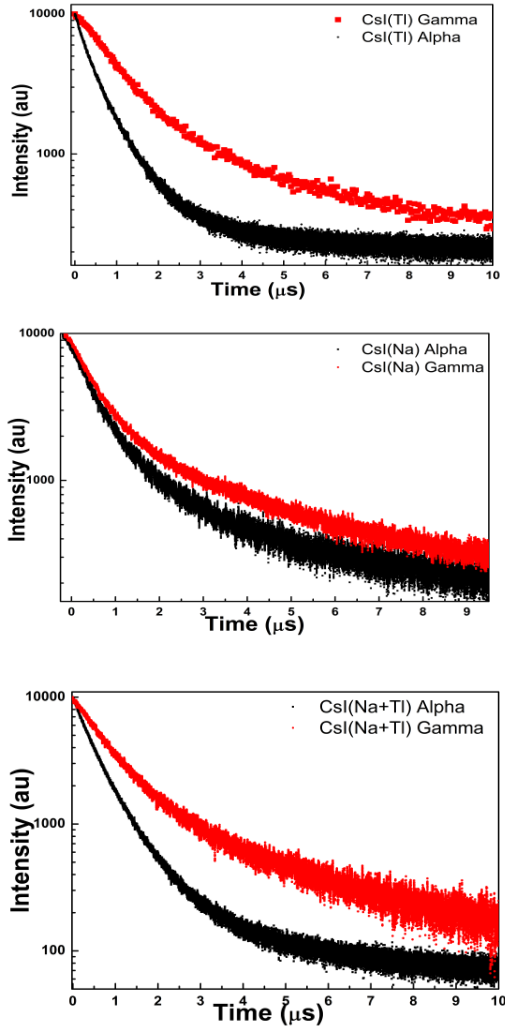 10000
1000
Intensity (au)
CsI(Tl) Gamma
CsI(Tl) Alpha
0 1 2 3 4 5 6 7 8 9 10
Time (μs)
10000
1000
Intensity (au)
CsI(Na) Alpha
CsI(Na) Gamma
0 1 2 3 4 5 6 7 8 9
Time (μs)
10000
1000
100
Intensity (au)
CsI(Na+Tl) Alpha
CsI(Na+Tl) Gamma
0 1 2 3 4 5 6 7 8 9 10
Time (μs)